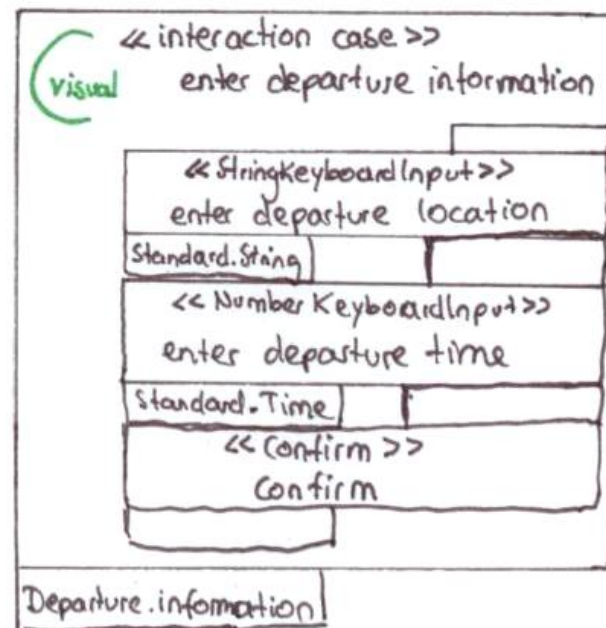 «interaction case»
visual enter departure information
«StringKeyboardInput»
enter departure location
Standard.String
«NumberKeyboardInput»
enter departure time
Standard.Time
«Confirm»
Confirm
Departure.information